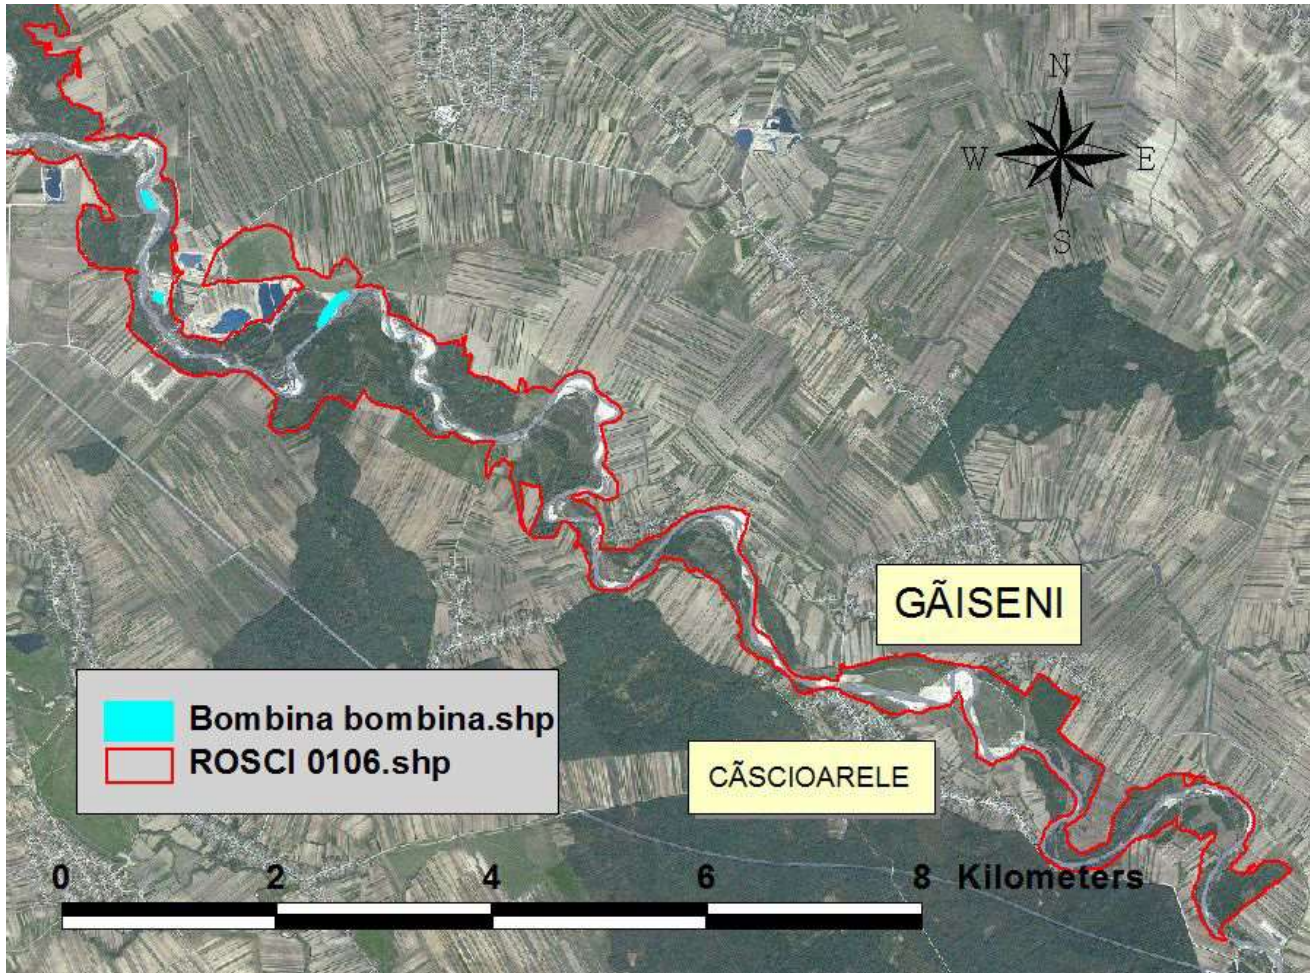 N
W E
S
GÃISENI
Bombina bombina.shp
ROSCI 0106.shp
CÃSCIOARELE
0 2 4 6 8 Kilometers